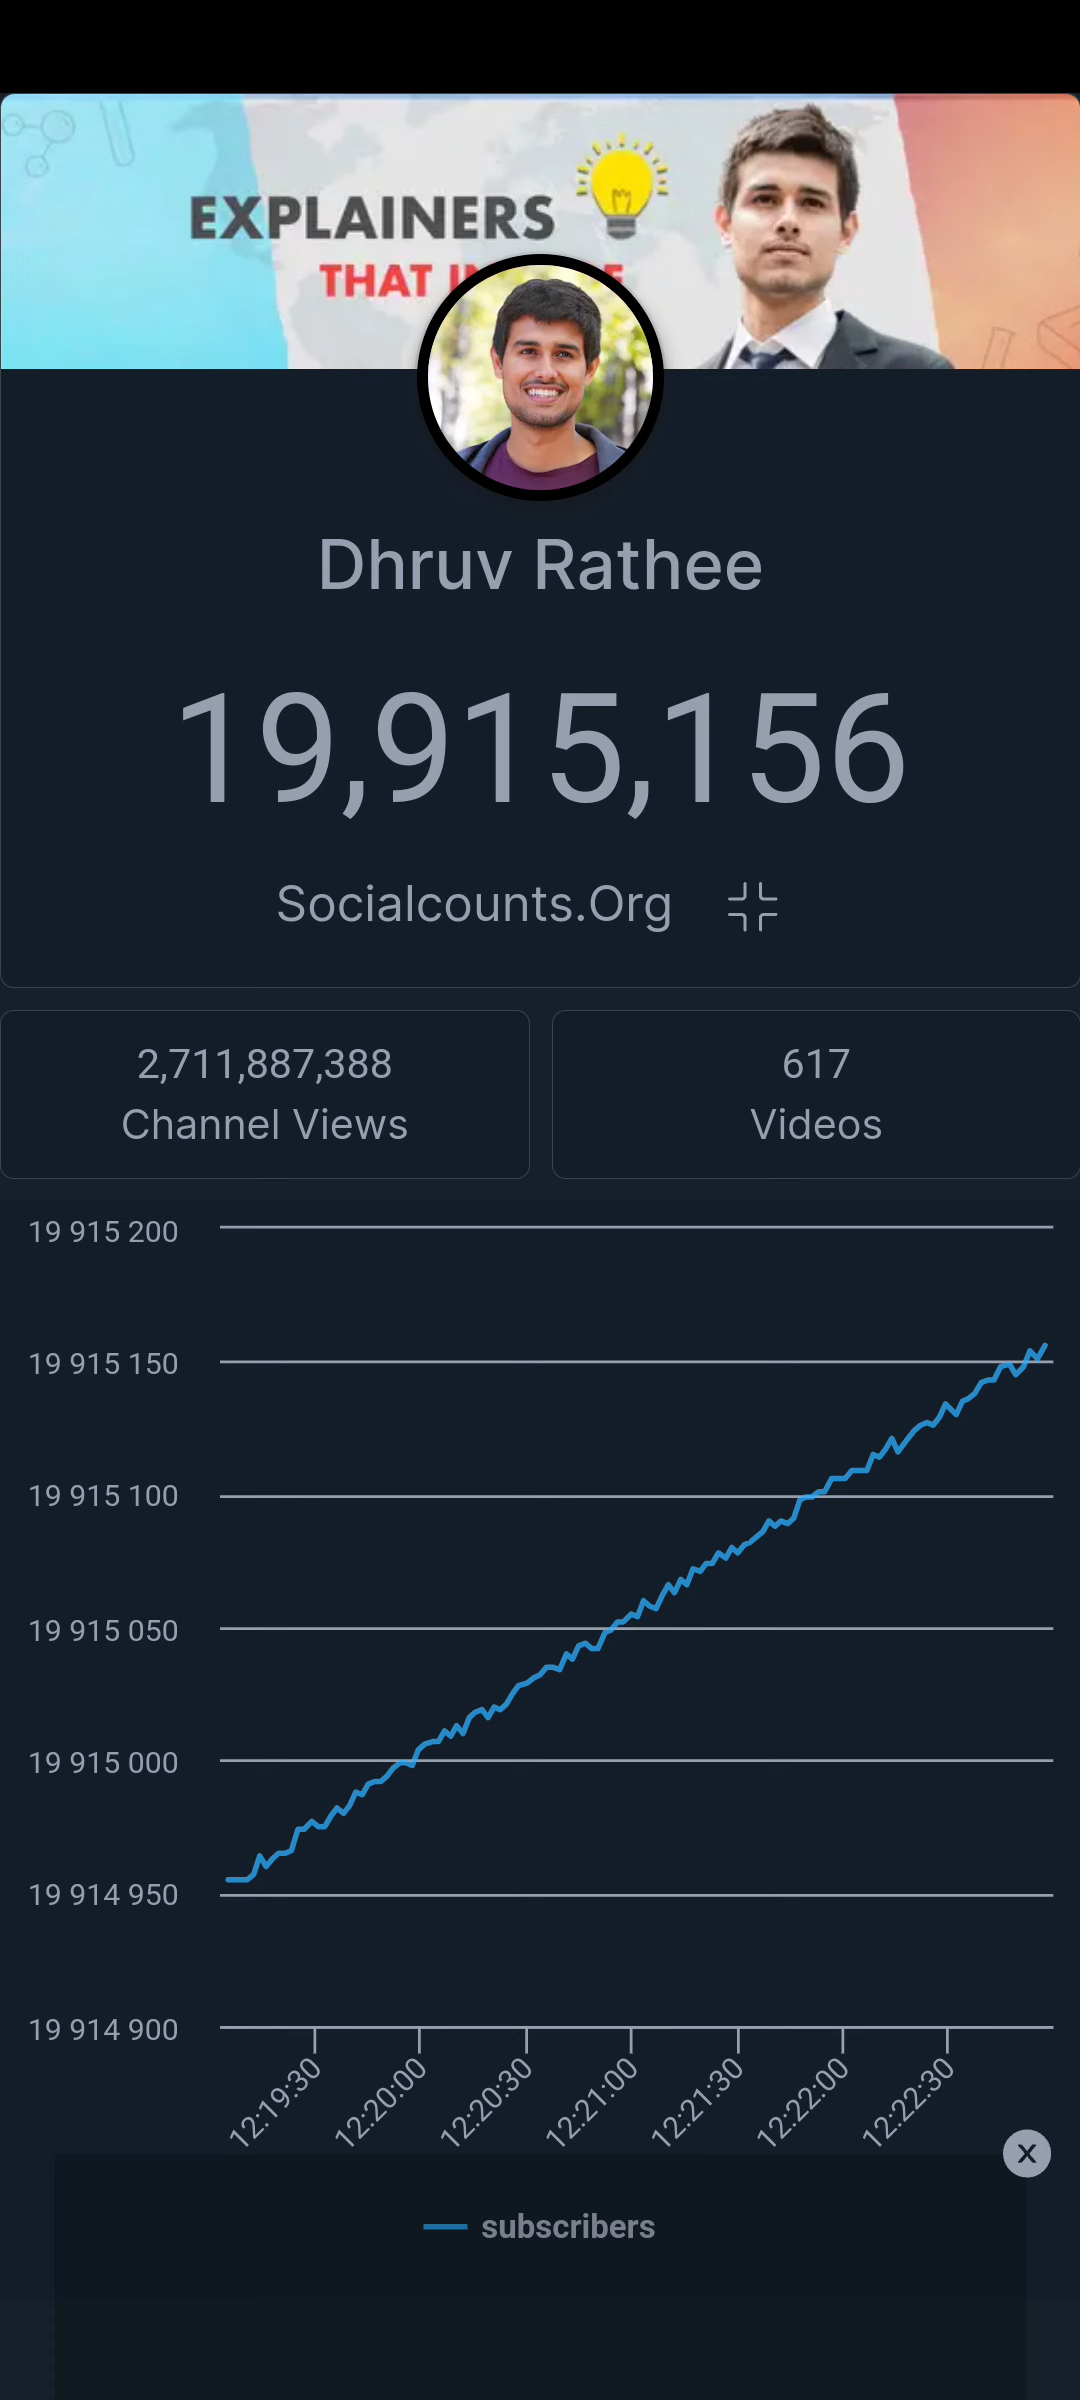 EXPLAINERS
THAT
Dhruv Rathee
19,915,156
Socialcounts.Org
2,711,887,388
Channel Views
617
Videos
19 915 200
19 915 150
19 915 100
19 915 050
19 915 000
19 914 950
19 914 900
12:19:30
12:20:00
12:20:30
12:21:00
12:21:30
12:22:00
12:22:30
X
subscribers